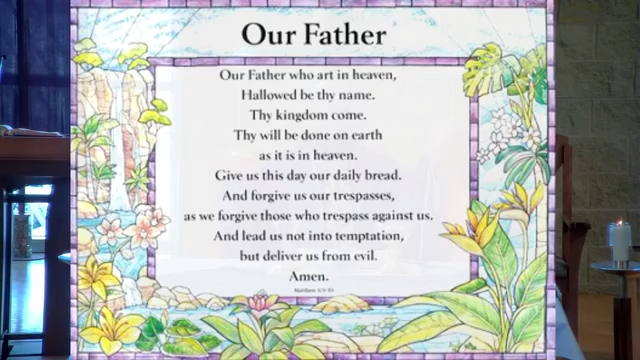 Our Father
Our Father who art in heaven,
Hallowed be thy name.
Thy kingdom come.
Thy will be done on earth
as it is in heaven.
Give us this day our daily bread.
And forgive us our trespasses,
as we forgive those who trespass against us.
And lead us not into temptation,
but deliver us from evil.
Amen.